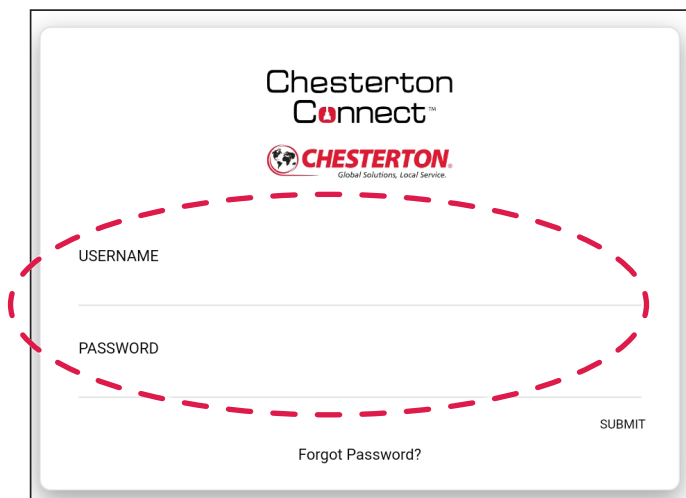 Chesterton
Connect™
CHESTERTON®
Global Solutions, Local Service.
USERNAME
PASSWORD
SUBMIT
Forgot Password?